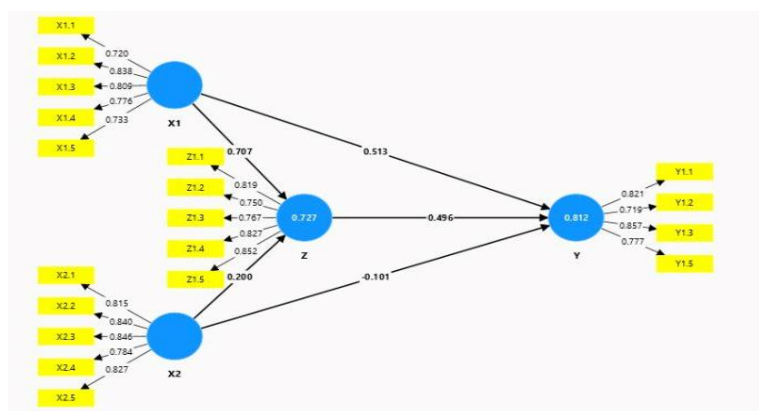 X1.1
X1.2
X1.3
X1.4
X1.5
0.720
0.838
0.809
0.776
0.733
X1
0.707
0.513
Z1.1
Z1.2
Z1.3
Z1.4
Z1.5
0.819
0.750
0.767
0.827
0.852
0.727
Z
0.496
0.812
Y
0.821
0.719
0.857
0.777
Y1.1
Y1.2
Y1.3
Y1.5
0.200
-0.101
X2.1
X2.2
X2.3
X2.4
X2.5
0.815
0.840
0.846
0.784
0.827
X2